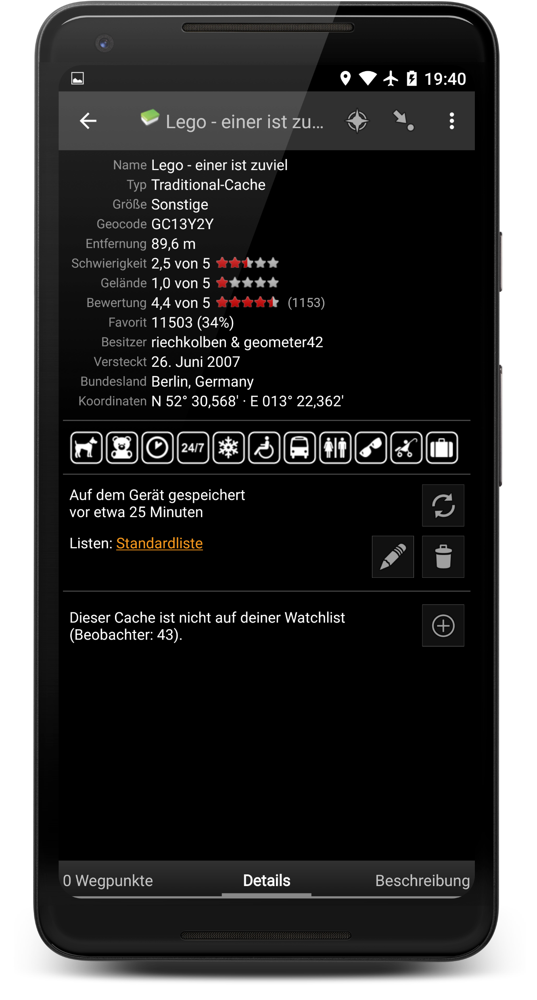 19:40
Lego - einer ist zu...
Name Lego - einer ist zuviel
Typ Traditional-Cache
Größe Sonstige
Geocode GC13Y2Y
Entfernung 89,6 m
Schwierigkeit 2,5 von 5
Gelände 1,0 von 5
Bewertung 4,4 von 5 (1153)
Favorit 11503 (34%)
Besitzer riechkolben & geometer42
Versteckt 26. Juni 2007
Bundesland Berlin, Germany
Koordinaten N 52° 30,568' · E 013° 22,362'
24/7
Auf dem Gerät gespeichert
vor etwa 25 Minuten
Listen: Standardliste
Dieser Cache ist nicht auf deiner Watchlist
(Beobachter: 43).
0 Wegpunkte Details Beschreibung